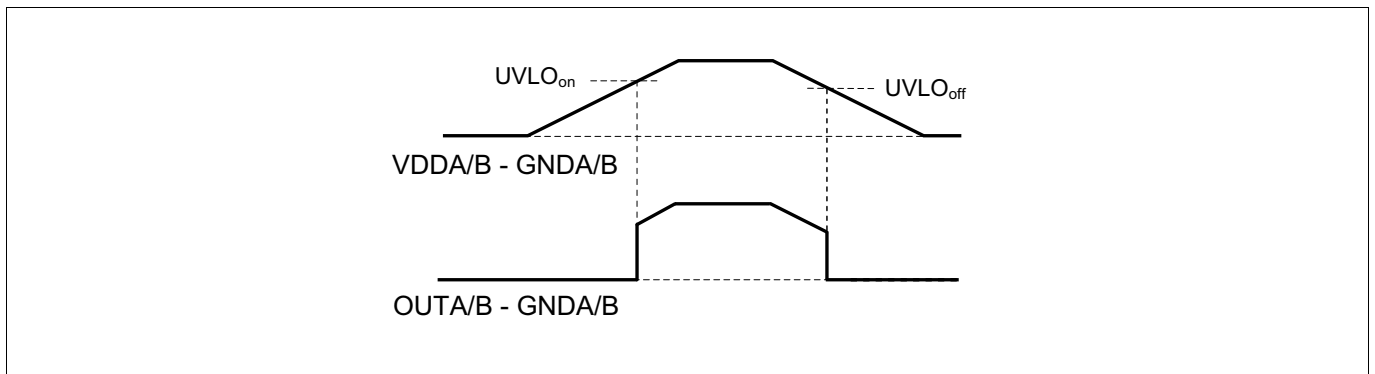 UVLOon
UVLOoff
VDDA/B - GNDA/B
OUTA/B - GNDA/B